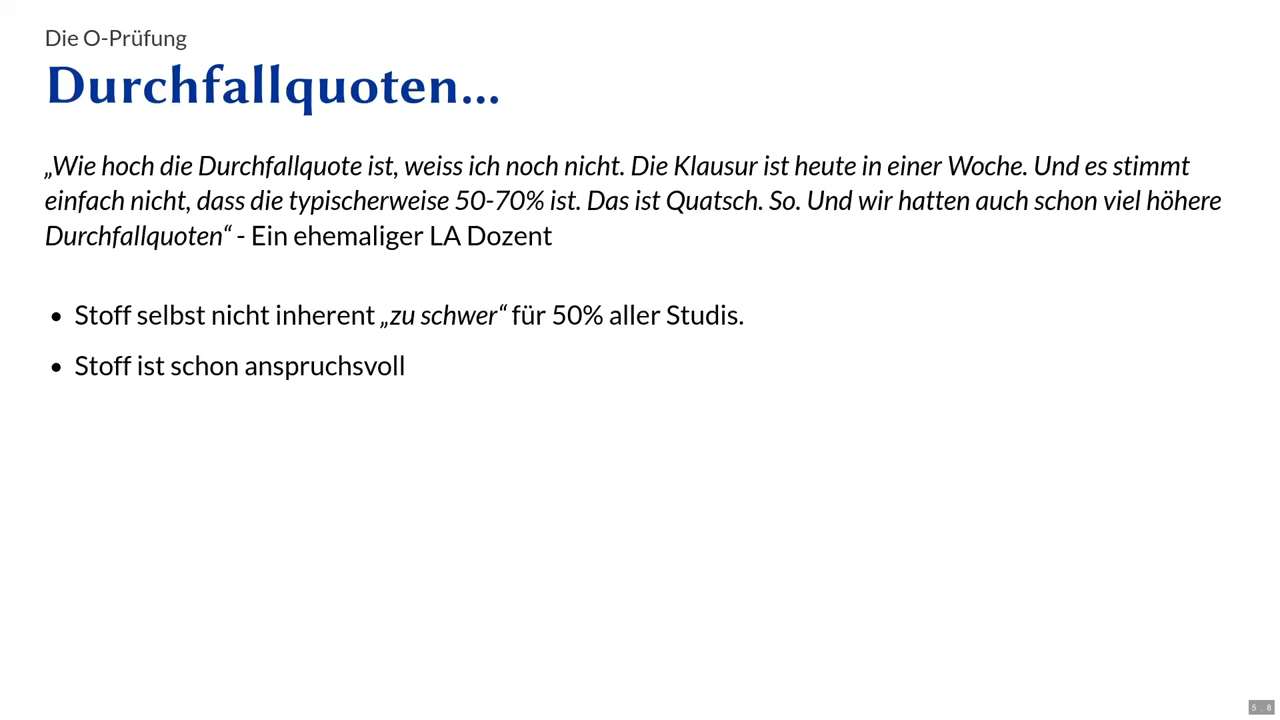 Die O-Prüfung
Durchfallquoten...
„Wie hoch die Durchfallquote ist, weiss ich noch nicht. Die Klausur ist heute in einer Woche. Und es stimmt
einfach nicht, dass die typischerweise 50-70% ist. Das ist Quatsch. So. Und wir hatten auch schon viel höhere
Durchfallquoten“ - Ein ehemaliger LA Dozent
• Stoff selbst nicht inherent „zu schwer“ für 50% aller Studis.
• Stoff ist schon anspruchsvoll
5 . 8